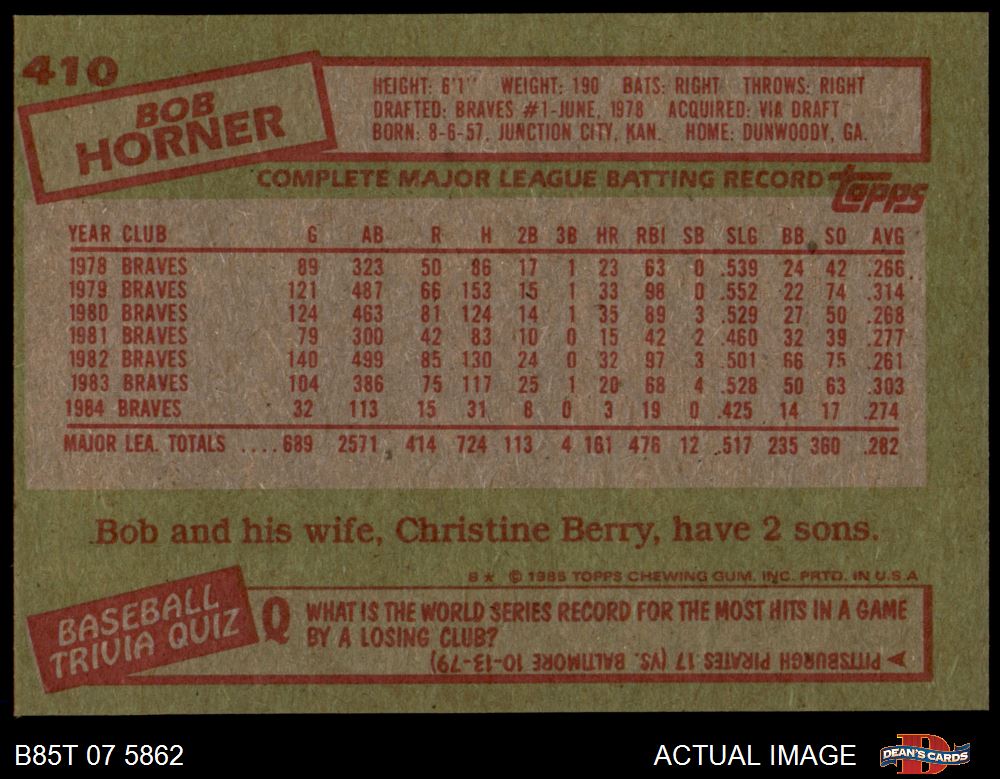 410
BOB
HORNER
HEIGHT: 6'1" WEIGHT: 190 BATS: RIGHT THROWS: RIGHT
DRAFTED: BRAVES #1-JUNE, 1978 ACQUIRED: VIA DRAFT
BORN: 8-6-57, JUNCTION CITY, KAN. HOME: DUNWOODY, GA.
COMPLETE MAJOR LEAGUE BATTING RECORD topps
YEAR CLUB G AB R H 2B 3B HR RBI SB SLG BB SO AVG
1978 BRAVES 89 323 50 86 17 1 23 63 0 .539 24 42 .266
1979 BRAVES 121 487 66 153 15 1 33 98 0 .552 22 74 .314
1980 BRAVES 124 463 81 124 14 1 35 89 3 .529 27 50 .268
1981 BRAVES 79 300 42 83 10 0 15 42 2 .460 32 39 .277
1982 BRAVES 140 499 85 130 24 0 32 97 3 .501 66 75 .261
1983 BRAVES 104 386 75 117 25 1 20 68 4 .528 50 63 .303
1984 BRAVES 32 113 15 31 8 0 3 19 0 .425 14 17 .274
MAJOR LEA. TOTALS ....689 2571 414 724 113 4 161 476 12 .517 235 360 .282
Bob and his wife, Christine Berry, have 2 sons.
B* © 1985 TOPPS CHEWING GUM, INC. PRTD. IN U.S.A
BASEBALL
TRIVIA QUIZ
Q WHAT IS THE WORLD SERIES RECORD FOR THE MOST HITS IN A GAME
BY A LOSING CLUB?
PITTSBURGH PIRATES 17 (VS. BALTIMORE 10-13-79)
B85T 07 5862
ACTUAL IMAGE
D
DEAN'S CARDS